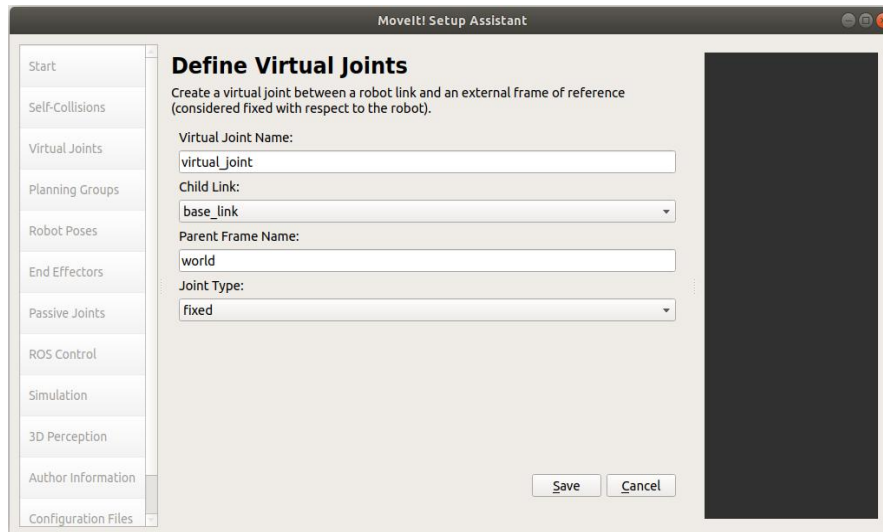 MoveIt! Setup Assistant
Start
Self-Collisions
Virtual Joints
Planning Groups
Robot Poses
End Effectors
Passive Joints
ROS Control
Simulation
3D Perception
Author Information
Configuration Files
Define Virtual Joints
Create a virtual joint between a robot link and an external frame of reference
(considered fixed with respect to the robot).
Virtual Joint Name:
virtual_joint
Child Link:
base_link
Parent Frame Name:
world
Joint Type:
fixed
Save Cancel